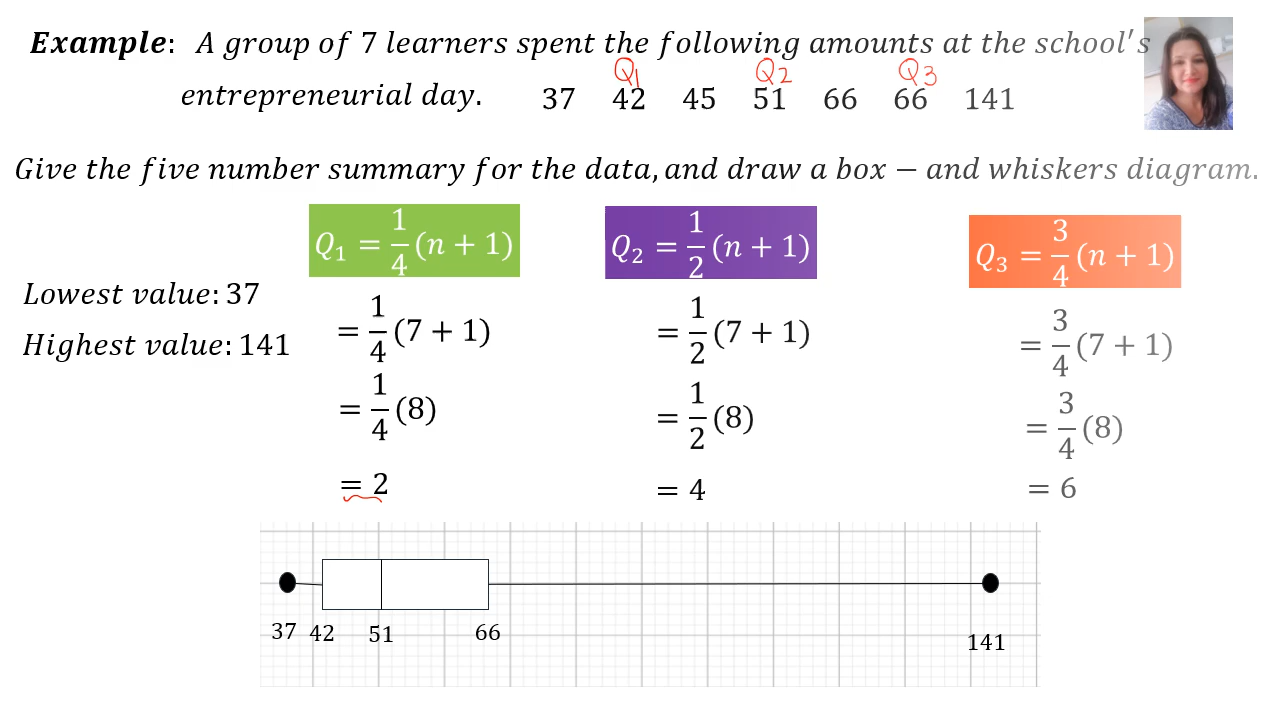 Example: A group of 7 learners spent the following amounts at the school's
Q1 Q2 Q3
entrepreneurial day. 37 42 45 51 66 66 141
Give the five number summary for the data, and draw a box − and whiskers diagram.
Q₁ = 1/4 (n + 1) Q₂ = 1/2 (n + 1) Q₃ = 3/4 (n + 1)
Lowest value: 37
= 1/4 (7 + 1) = 1/2 (7 + 1) = 3/4 (7 + 1)
Highest value: 141
= 1/4 (8) = 1/2 (8) = 3/4 (8)
= 2 = 4 = 6
37 42 51 66 141